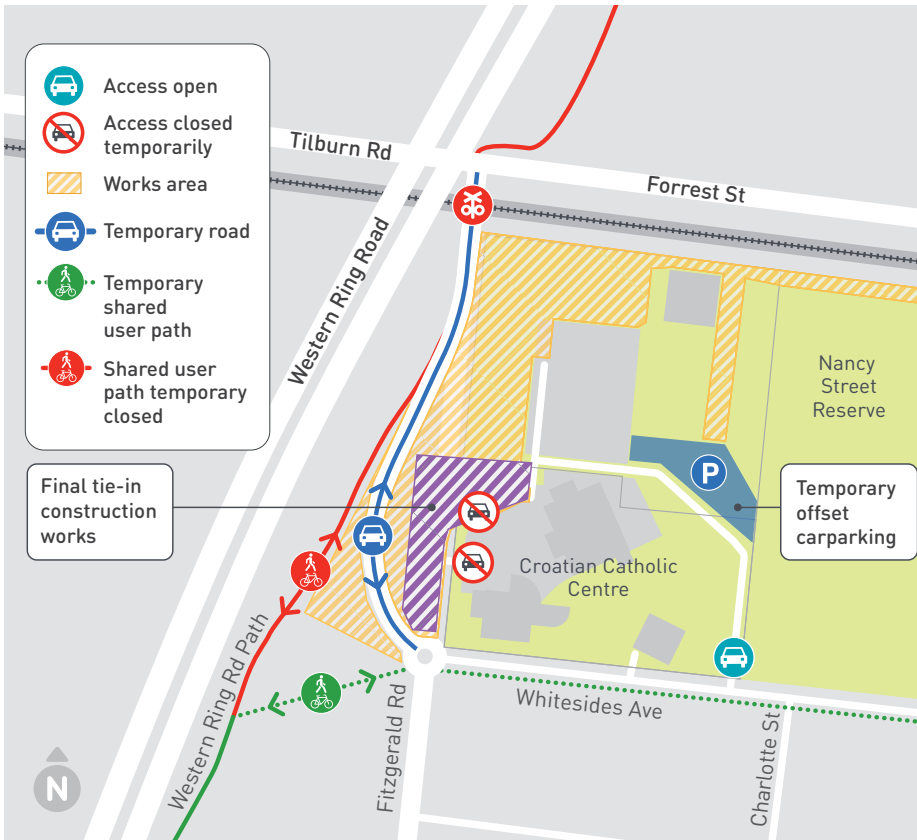 Access open
Access closed
temporarily
Works area
Temporary road
Temporary
shared
user path
Shared user
path temporary
closed
Tilburn Rd
Forrest St
Western Ring Road
Nancy
Street
Reserve
Final tie-in
construction
works
P
Temporary
offset
carparking
Croatian Catholic
Centre
Western Ring Rd Path
Fitzgerald Rd
Whitesides Ave
Charlotte St
N